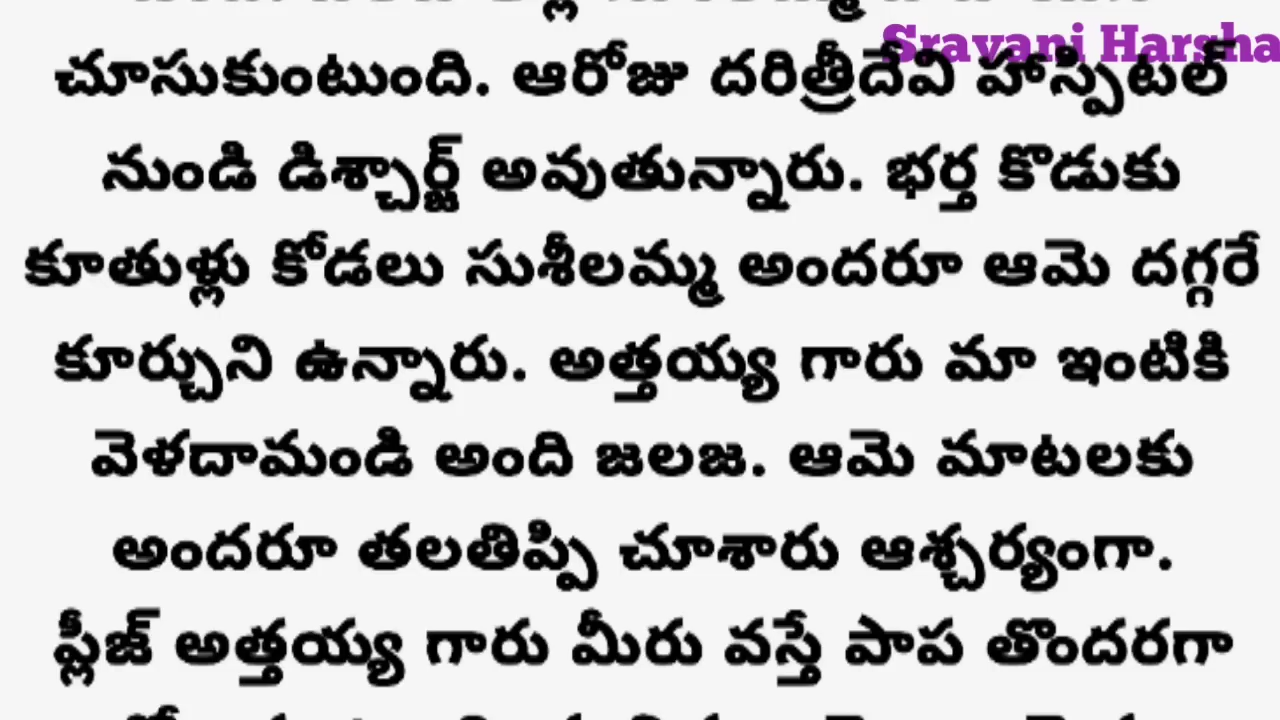 Sravani Harsha
చూసుకుంటుంది. ఆరోజు దరిత్రీదేవి హాస్పిటల్
నుండి డిశ్చార్జ్ అవుతున్నారు. భర్త కొడుకు
కూతుళ్లు కోడలు సుశీలమ్మ అందరూ ఆమె దగ్గరే
కూర్చుని ఉన్నారు. అత్తయ్య గారు మా ఇంటికి
వెళదామండి అంది జలజ. ఆమె మాటలకు
అందరూ తలతిప్పి చూశారు ఆశ్చర్యంగా.
ప్లీజ్ అత్తయ్య గారు మీరు వస్తే పాప తొందరగా